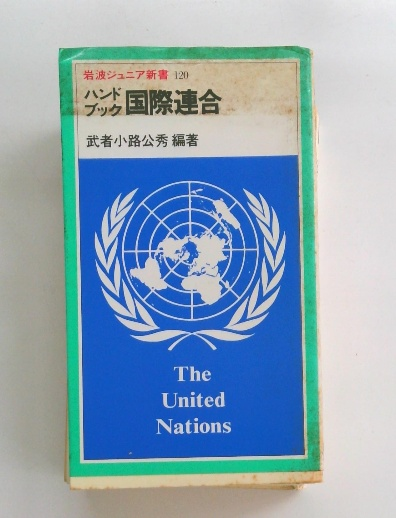 岩波ジュニア新書 120
ハンド
ブック 国際連合
武者小路公秀 編著
The
United
Nations